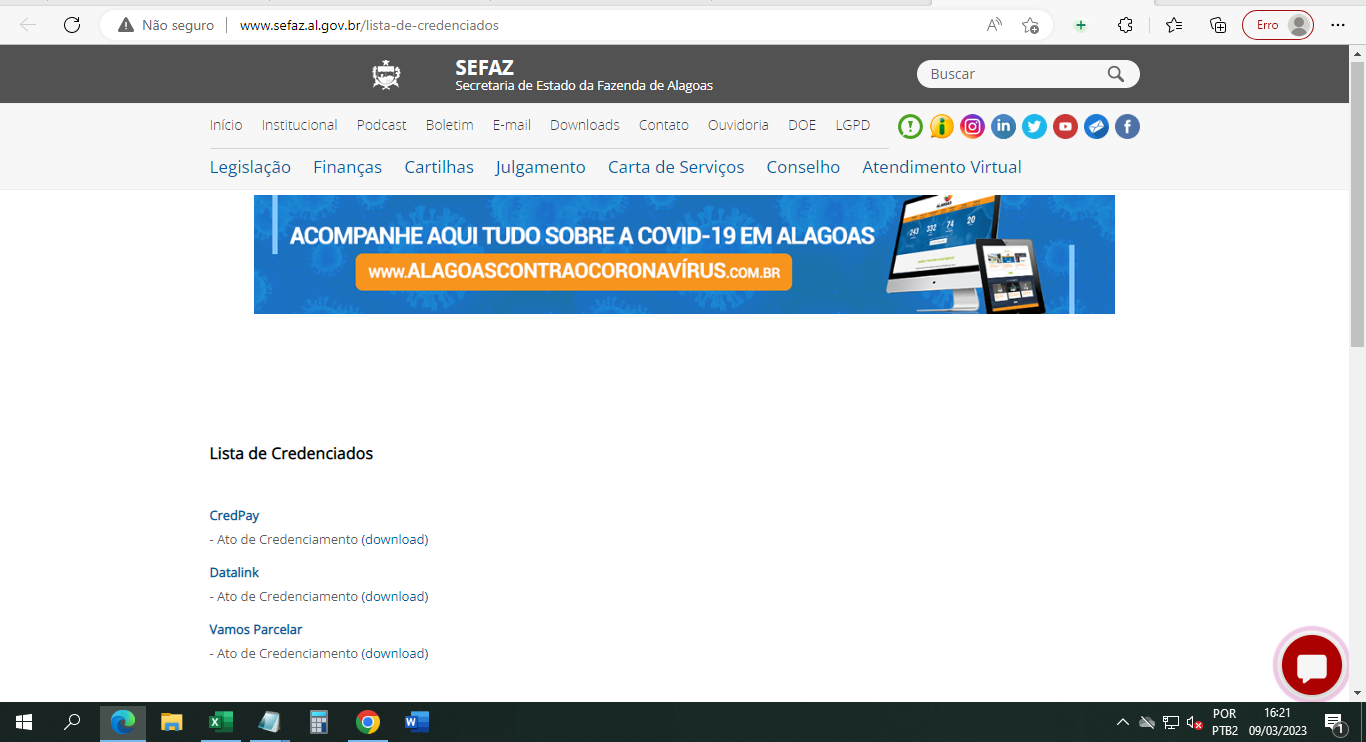 Não seguro
www.sefaz.al.gov.br/lista-de-credenciados
Erro
SEFAZ
Secretaria de Estado da Fazenda de Alagoas
Buscar
Início Institucional Podcast Boletim E-mail Downloads Contato Ouvidoria DOE LGPD
Legislação Finanças Cartilhas Julgamento Carta de Serviços Conselho Atendimento Virtual
ACOMPANHE AQUI TUDO SOBRE A COVID-19 EM ALAGOAS
WWW.ALAGOASCONTRAOCORONAVÍRUS.COM.BR
ALAGOAS
243 332 74 20
Lista de Credenciados
CredPay
- Ato de Credenciamento (download)
Datalink
- Ato de Credenciamento (download)
Vamos Parcelar
- Ato de Credenciamento (download)
POR
PTB2
16:21
09/03/2023
1